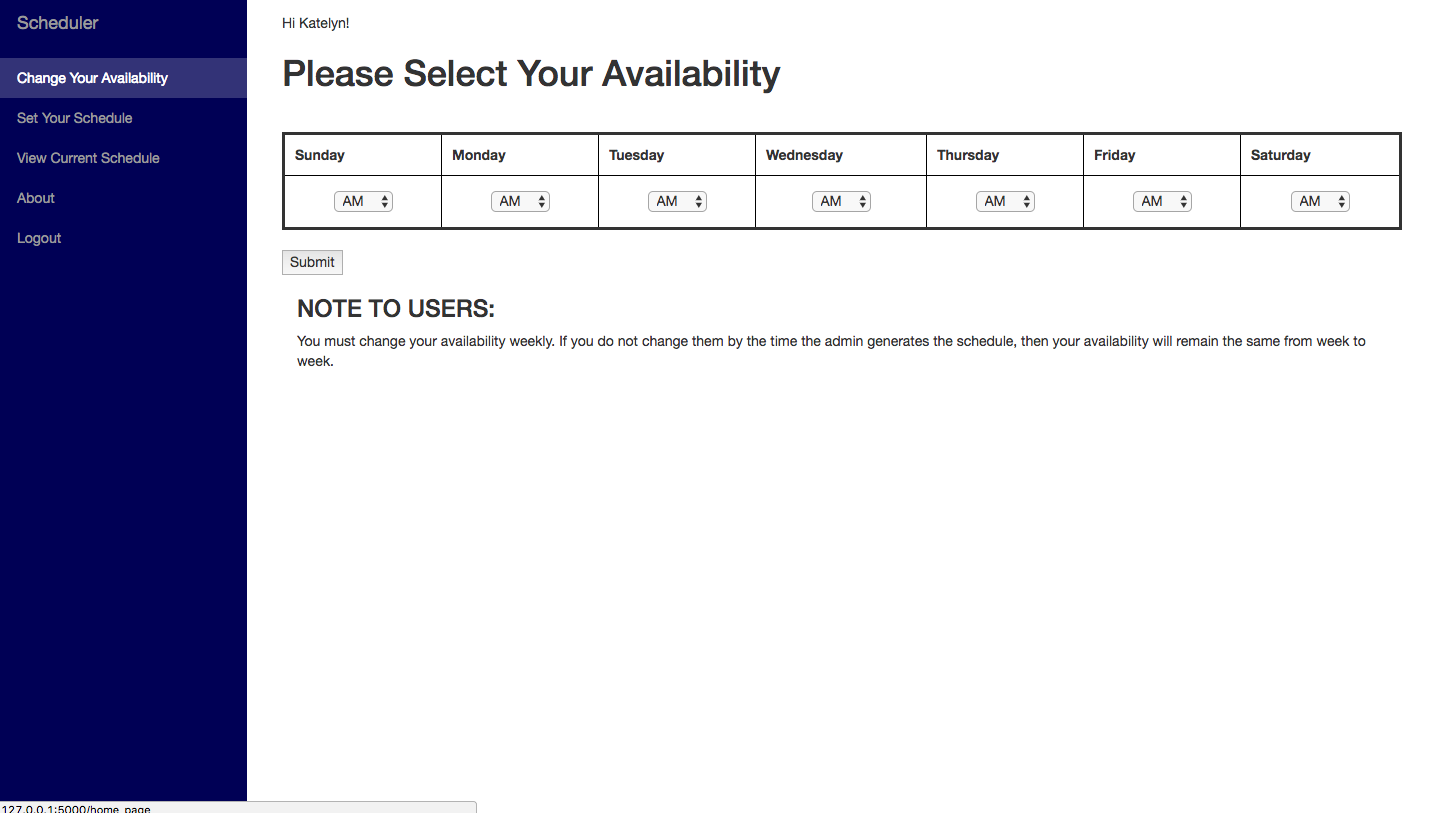 Scheduler
Change Your Availability
Set Your Schedule
View Current Schedule
About
Logout
Hi Katelyn!
Please Select Your Availability
Sunday Monday Tuesday Wednesday Thursday Friday Saturday
AM AM AM AM AM AM AM
Submit
NOTE TO USERS:
You must change your availability weekly. If you do not change them by the time the admin generates the schedule, then your availability will remain the same from week to
week.
127.0.0.1:5000/home_page